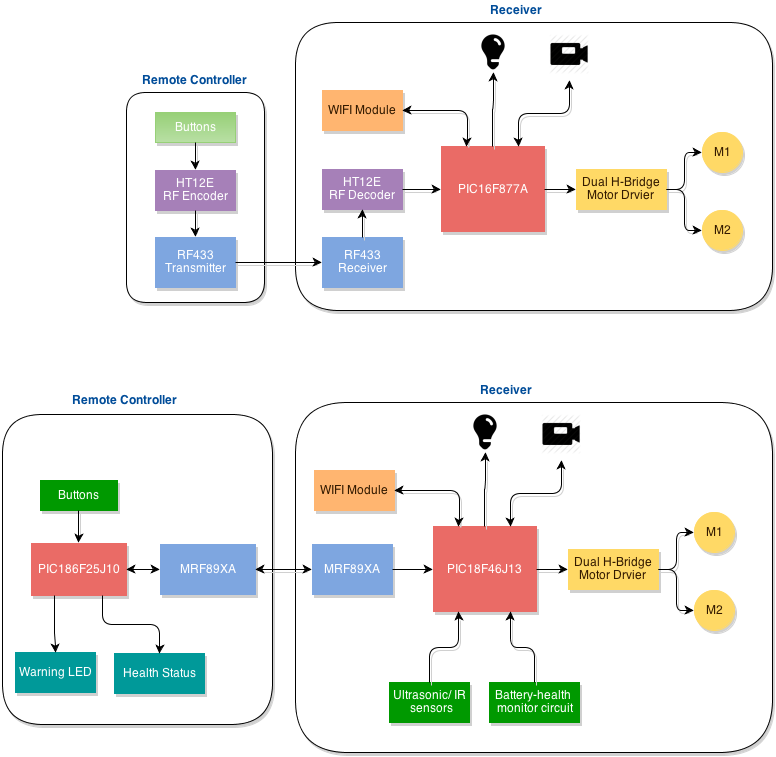 Receiver
Remote Controller
WIFI Module
Buttons
M1
HT12E
RF Encoder
HT12E
RF Decoder
PIC16F877A
Dual H-Bridge
Motor Drvier
M2
RF433
Transmitter
RF433
Receiver
Remote Controller
Receiver
WIFI Module
Buttons
M1
PIC186F25J10
MRF89XA
MRF89XA
PIC18F46J13
Dual H-Bridge
Motor Drvier
M2
Warning LED
Health Status
Ultrasonic/ IR
sensors
Battery-health
monitor circuit